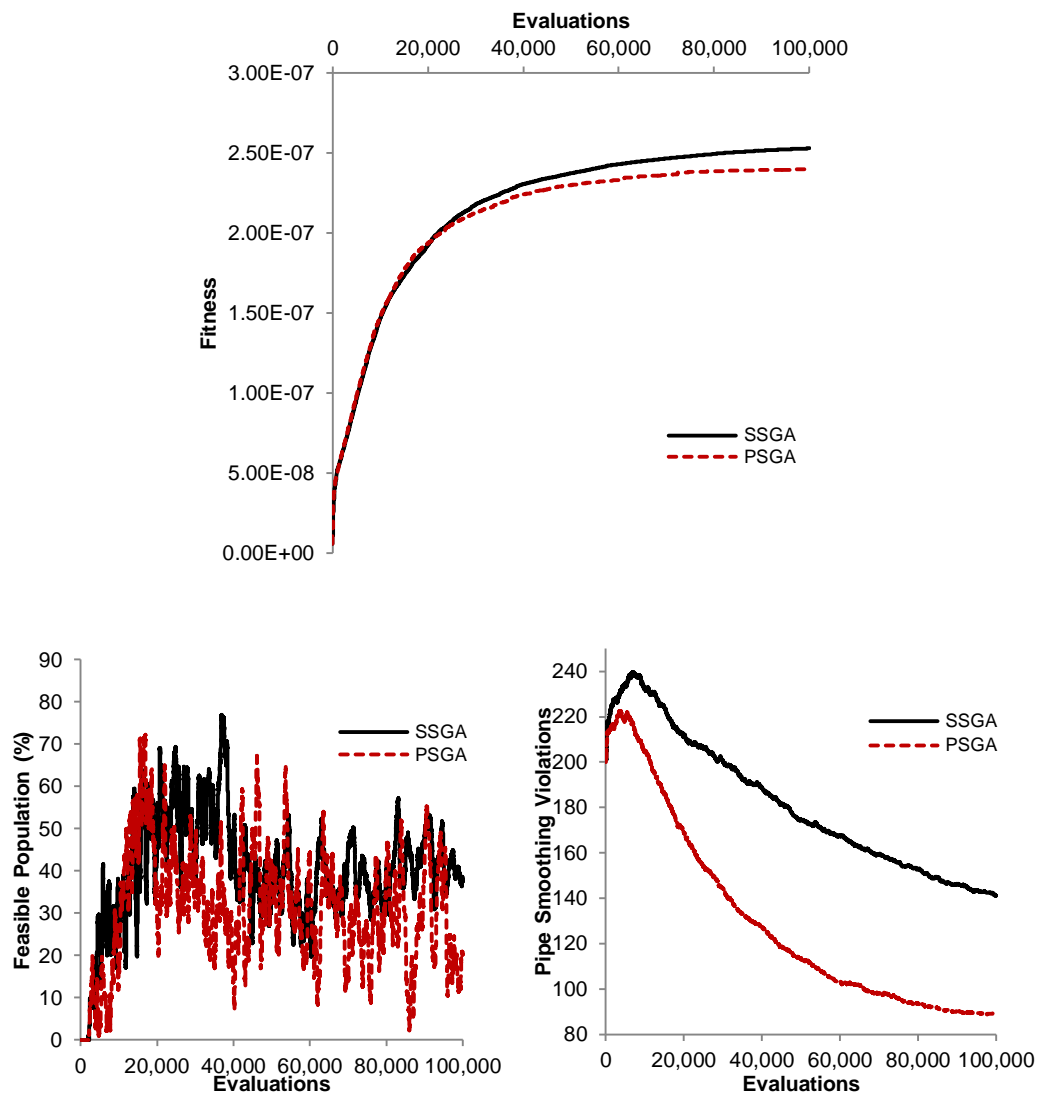 Evaluations
0 20,000 40,000 60,000 80,000 100,000
3.00E-07
2.50E-07
2.00E-07
1.50E-07
1.00E-07
5.00E-08
0.00E+00
Fitness
SSGA
PSGA
90
80
70
60
50
40
30
20
10
0
Feasible Population (%)
SSGA
PSGA
0 20,000 40,000 60,000 80,000 100,000
Evaluations
240
220
200
180
160
140
120
100
80
Pipe Smoothing Violations
SSGA
PSGA
0 20,000 40,000 60,000 80,000 100,000
Evaluations